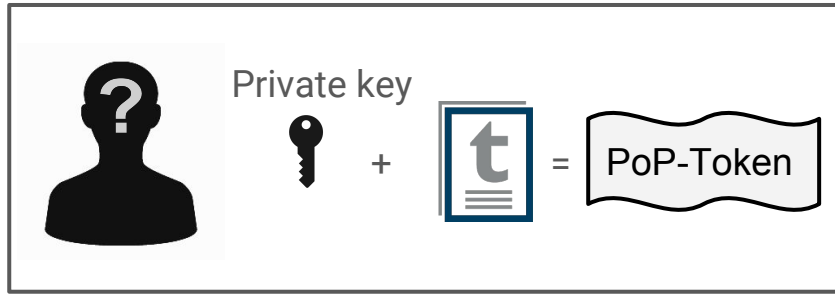 ?
Private key
+ t = PoP-Token